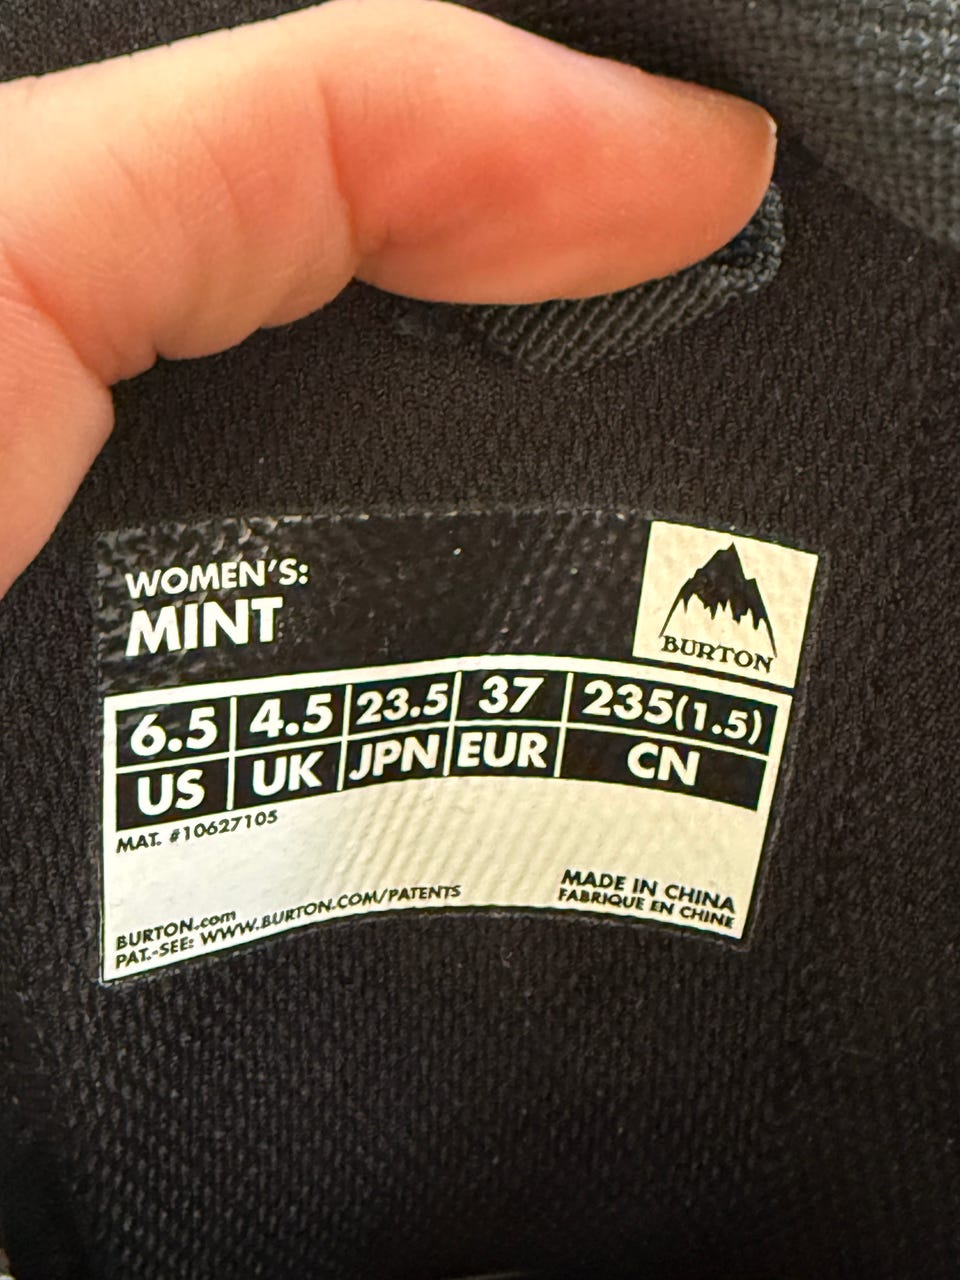 WOMEN'S:
MINT
BURTON
6.5 4.5 23.5 37 235(1.5)
US UK JPN EUR CN
MAT. #10627105
BURTON.com
PAT.-SEE: WWW.BURTON.COM/PATENTS
MADE IN CHINA
FABRIQUE EN CHINE